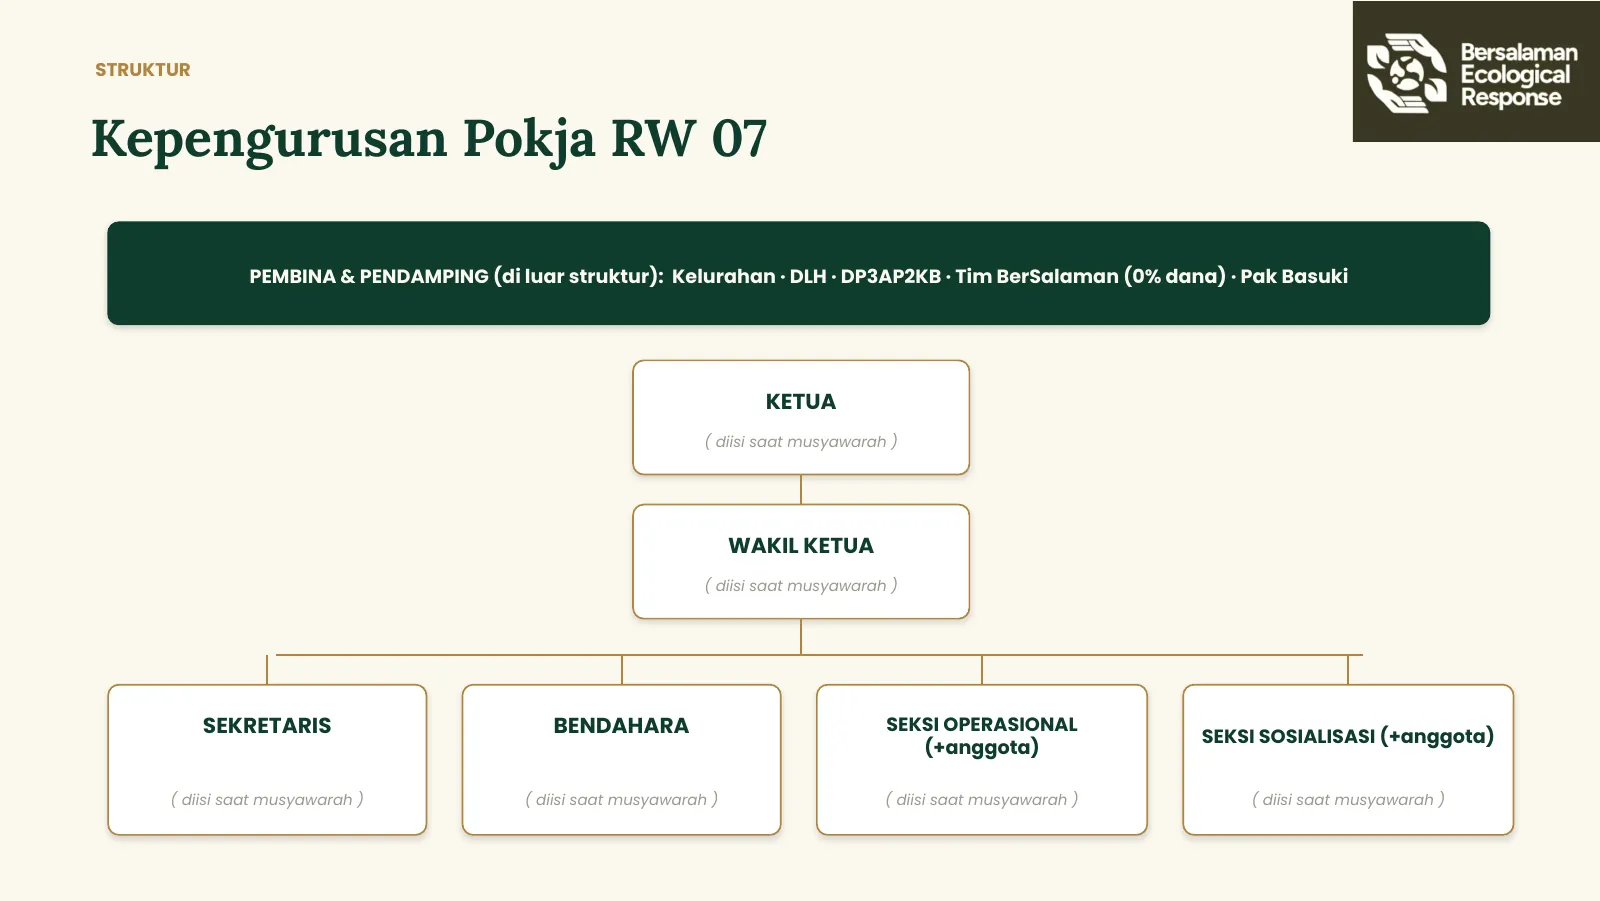 STRUKTUR
Bersalaman
Ecological
Response
Kepengurusan Pokja RW 07
PEMBINA & PENDAMPING (di luar struktur): Kelurahan · DLH · DP3AP2KB · Tim BerSalaman (0% dana) · Pak Basuki
KETUA
( diisi saat musyawarah )
WAKIL KETUA
( diisi saat musyawarah )
SEKRETARIS
( diisi saat musyawarah )
BENDAHARA
( diisi saat musyawarah )
SEKSI OPERASIONAL
(+anggota)
( diisi saat musyawarah )
SEKSI SOSIALISASI (+anggota)
( diisi saat musyawarah )